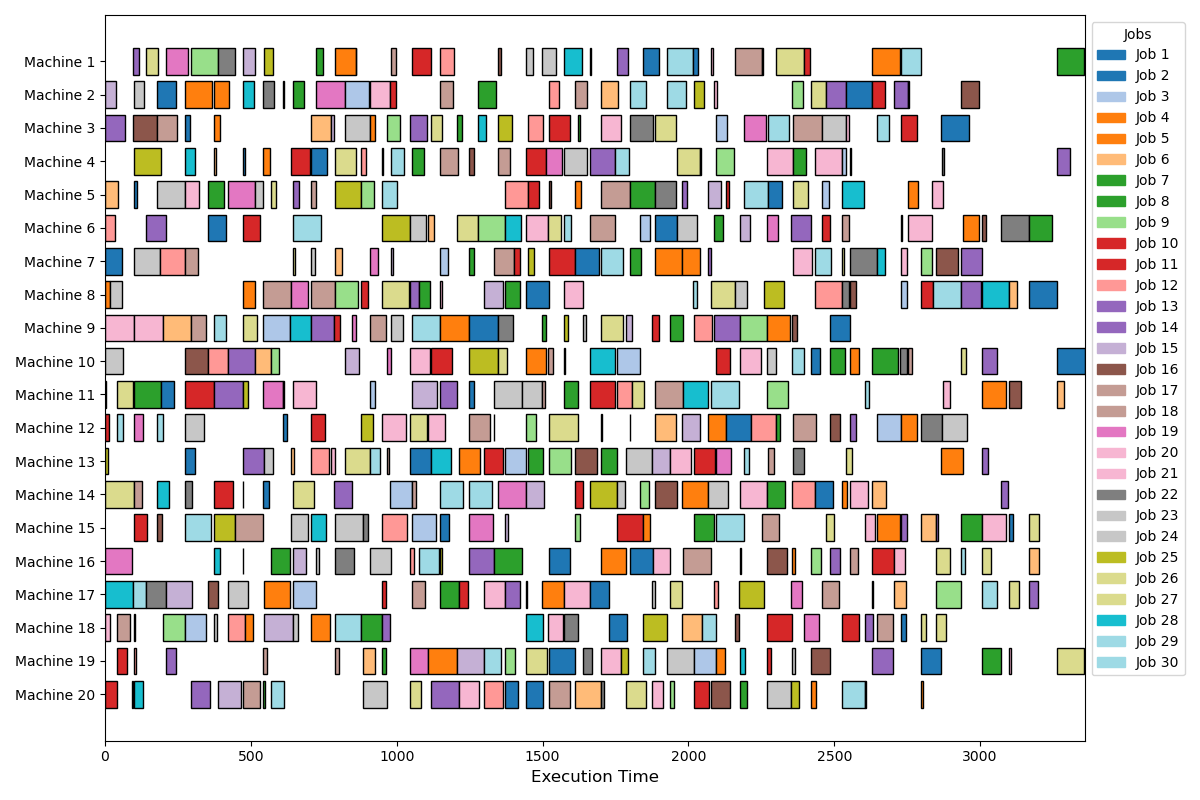 Machine 1
Machine 2
Machine 3
Machine 4
Machine 5
Machine 6
Machine 7
Machine 8
Machine 9
Machine 10
Machine 11
Machine 12
Machine 13
Machine 14
Machine 15
Machine 16
Machine 17
Machine 18
Machine 19
Machine 20
0 500 1000 1500 2000 2500 3000
Execution Time
Jobs
Job 1
Job 2
Job 3
Job 4
Job 5
Job 6
Job 7
Job 8
Job 9
Job 10
Job 11
Job 12
Job 13
Job 14
Job 15
Job 16
Job 17
Job 18
Job 19
Job 20
Job 21
Job 22
Job 23
Job 24
Job 25
Job 26
Job 27
Job 28
Job 29
Job 30